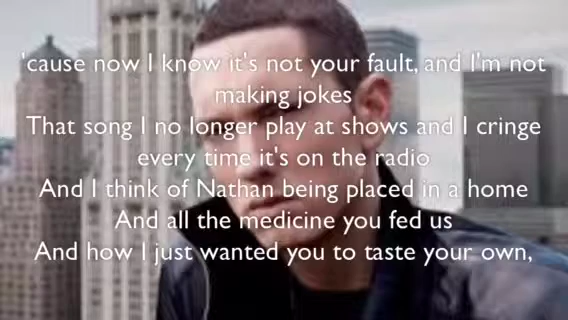 'cause now I know it's not your fault, and I'm not
making jokes
That song I no longer play at shows and I cringe
every time it's on the radio
And I think of Nathan being placed in a home
And all the medicine you fed us
And how I just wanted you to taste your own,